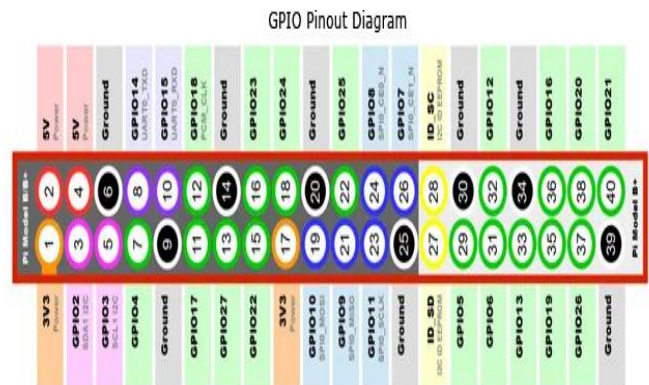 GPIO Pinout Diagram
5V Power
5V Power
Ground
GPIO14 UART0_TXD
GPIO15 UART0_RXD
GPIO18 PCM_CLK
Ground
GPIO23
GPIO24
Ground
GPIO25
GPIO8 SPI0_CE0_N
GPIO7 SPI0_CE1_N
ID_SC I2C ID EEPROM
Ground
GPIO12
Ground
GPIO16
GPIO20
GPIO21
Pi Model B/B+
2 4 6 8 10 12 14 16 18 20 22 24 26 28 30 32 34 36 38 40
1 3 5 7 9 11 13 15 17 19 21 23 25 27 29 31 33 35 37 39
Pi Model B+
3V3 Power
GPIO2 SDA1 I2C
GPIO3 SCL1 I2C
GPIO4
Ground
GPIO17
GPIO27
GPIO22
3V3 Power
GPIO10 SPI0_MOSI
GPIO9 SPI0_MISO
GPIO11 SPI0_SCLK
Ground
ID_SD I2C ID EEPROM
GPIO5
GPIO6
GPIO13
GPIO19
GPIO26
Ground